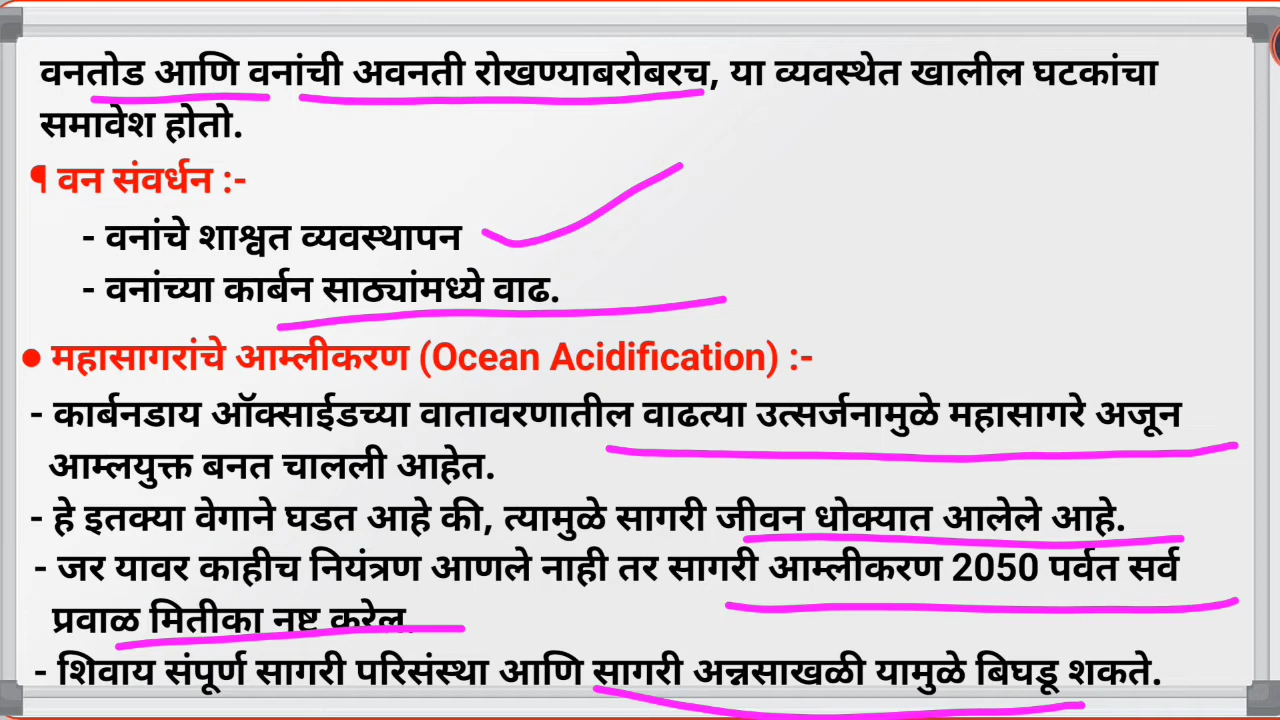 वनतोड आणि वनांची अवनती रोखण्याबरोबरच, या व्यवस्थेत खालील घटकांचा
समावेश होतो.
¶ वन संवर्धन :-
- वनांचे शाश्वत व्यवस्थापन
- वनांच्या कार्बन साठ्यांमध्ये वाढ.
● महासागरांचे आम्लीकरण (Ocean Acidification) :-
- कार्बनडाय ऑक्साईडच्या वातावरणातील वाढत्या उत्सर्जनामुळे महासागरे अजून
आम्लयुक्त बनत चालली आहेत.
- हे इतक्या वेगाने घडत आहे की, त्यामुळे सागरी जीवन धोक्यात आलेले आहे.
- जर यावर काहीच नियंत्रण आणले नाही तर सागरी आम्लीकरण 2050 पर्वत सर्व
प्रवाळ मितीका नष्ट करेल.
- शिवाय संपूर्ण सागरी परिसंस्था आणि सागरी अन्नसाखळी यामुळे बिघडू शकते.